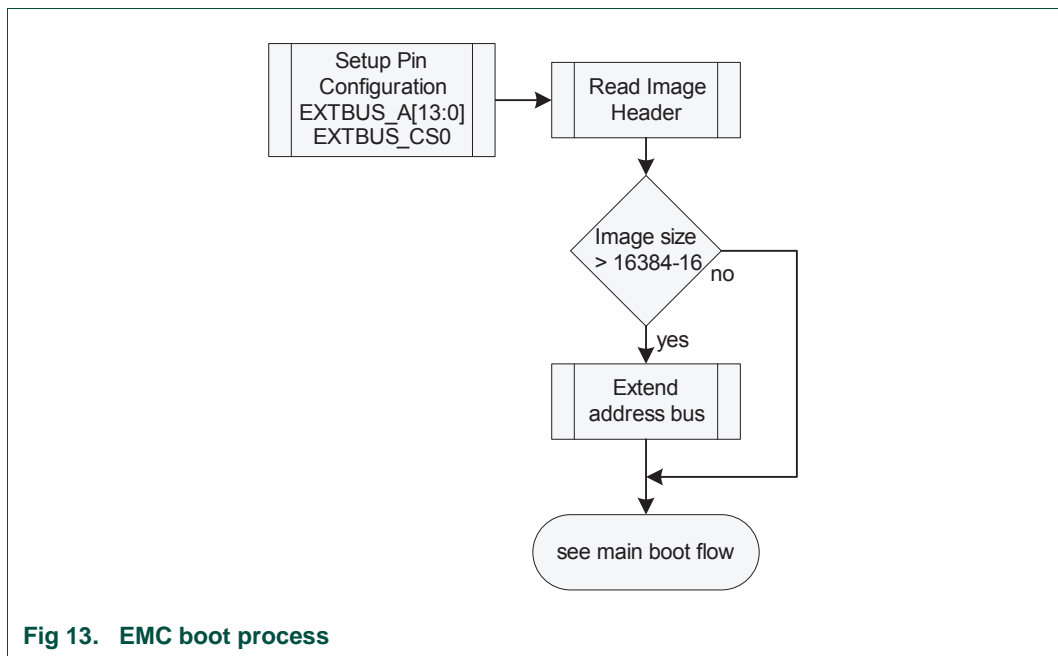 Setup Pin
Configuration
EXTBUS_A[13:0]
EXTBUS_CS0
Read Image
Header
Image size
> 16384-16
no
yes
Extend
address bus
see main boot flow
Fig 13. EMC boot process